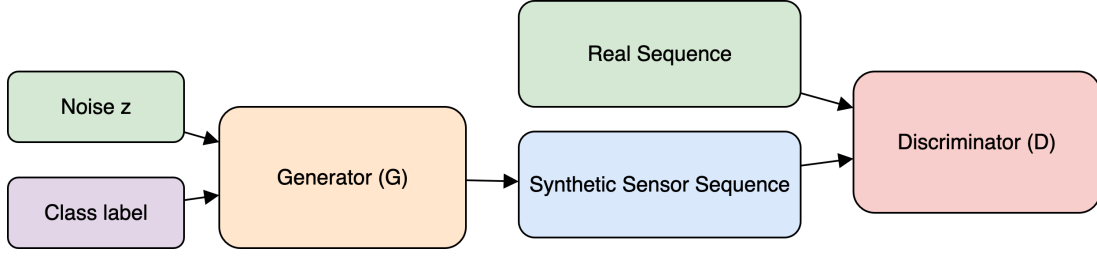 Noise z
Class label
Generator (G)
Real Sequence
Synthetic Sensor Sequence
Discriminator (D)